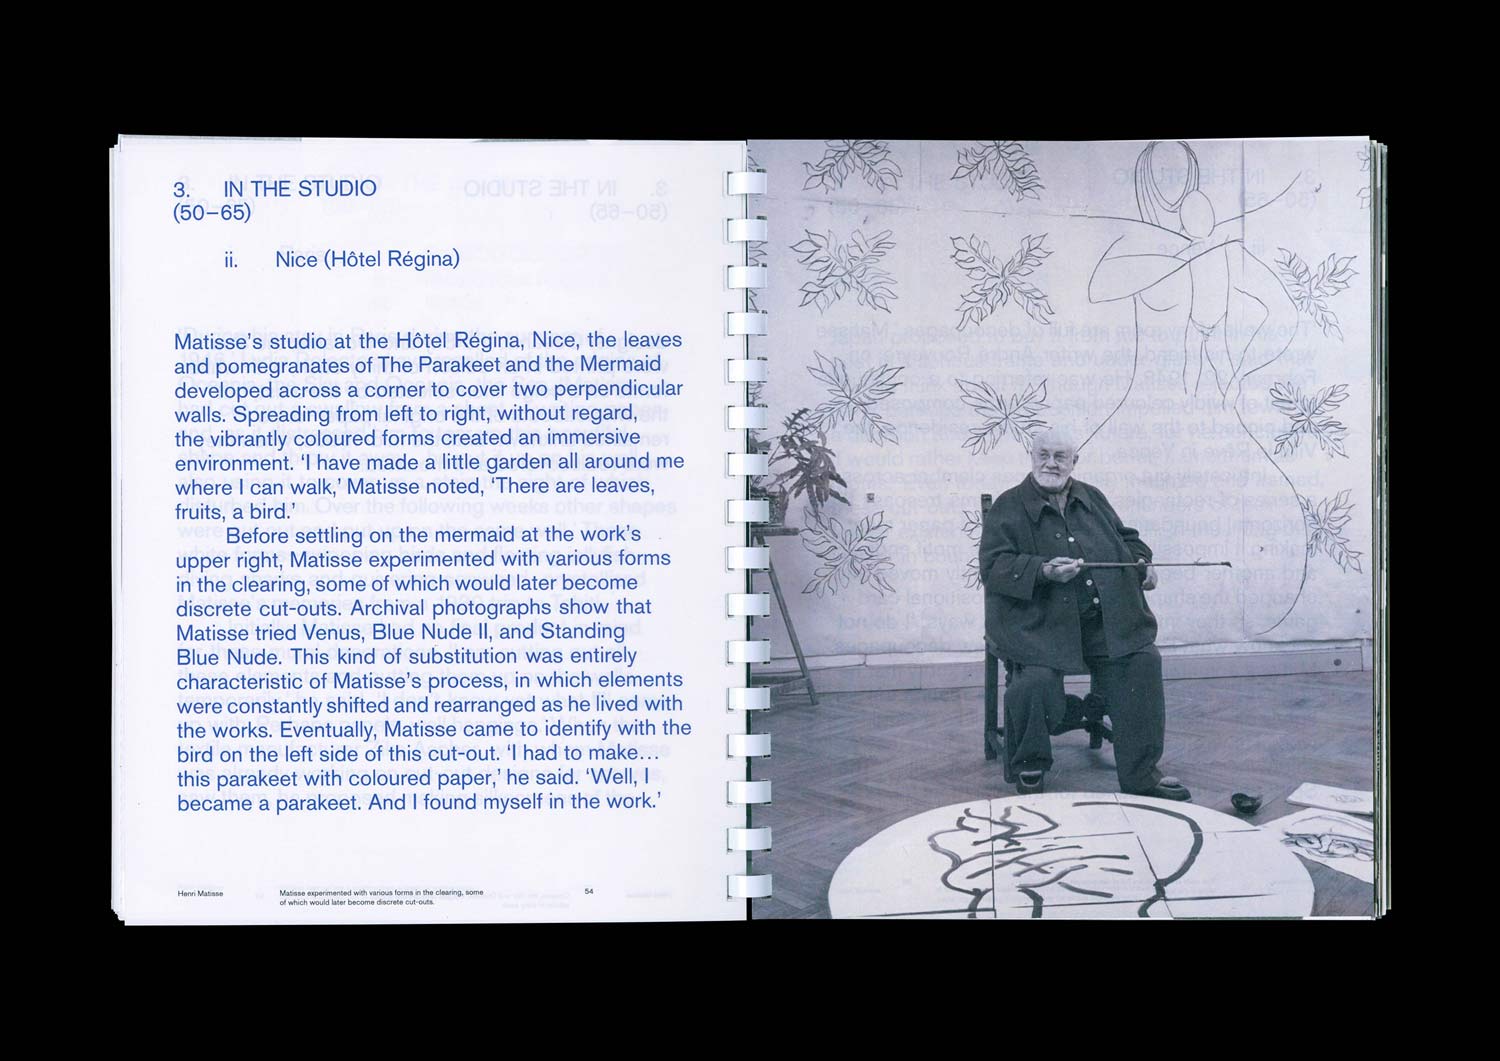 3. IN THE STUDIO
(50–65)
ii. Nice (Hôtel Régina)
Matisse's studio at the Hôtel Régina, Nice, the leaves
and pomegranates of The Parakeet and the Mermaid
developed across a corner to cover two perpendicular
walls. Spreading from left to right, without regard,
the vibrantly coloured forms created an immersive
environment. 'I have made a little garden all around me
where I can walk,' Matisse noted, 'There are leaves,
fruits, a bird.'
Before settling on the mermaid at the work's
upper right, Matisse experimented with various forms
in the clearing, some of which would later become
discrete cut-outs. Archival photographs show that
Matisse tried Venus, Blue Nude II, and Standing
Blue Nude. This kind of substitution was entirely
characteristic of Matisse's process, in which elements
were constantly shifted and rearranged as he lived with
the works. Eventually, Matisse came to identify with the
bird on the left side of this cut-out. 'I had to make…
this parakeet with coloured paper,' he said. 'Well, I
became a parakeet. And I found myself in the work.'
Henri Matisse
Matisse experimented with various forms in the clearing, some
of which would later become discrete cut-outs.
54